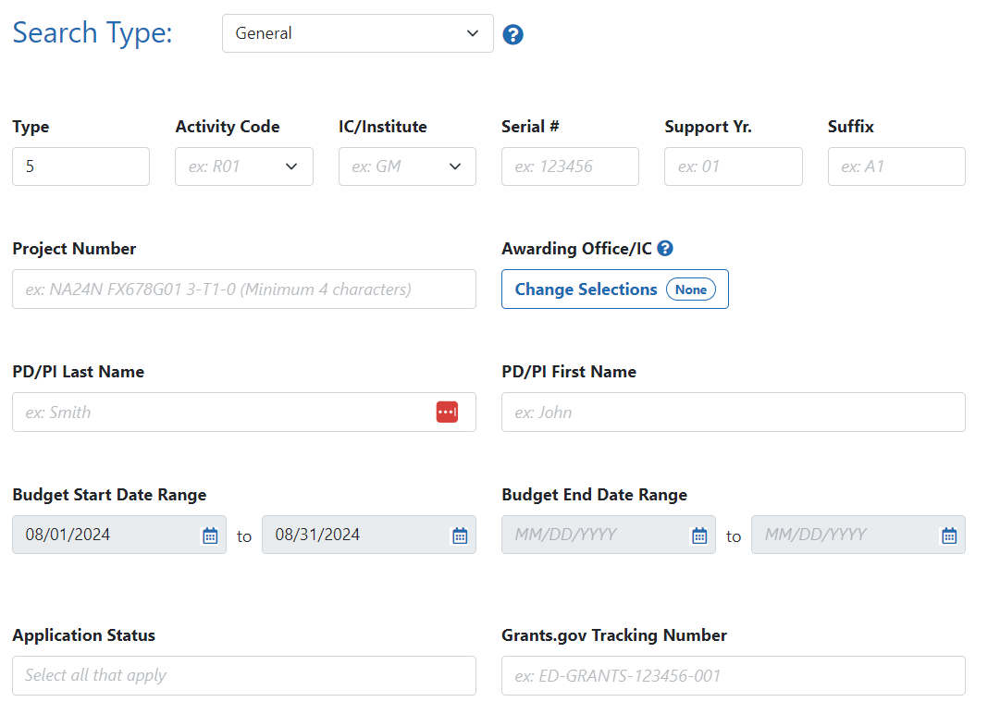 Search Type: General
Type Activity Code IC/Institute Serial # Support Yr. Suffix
5 ex: R01 ex: GM ex: 123456 ex: 01 ex: A1
Project Number Awarding Office/IC ?
ex: NA24N FX678G01 3-T1-0 (Minimum 4 characters) Change Selections None
PD/PI Last Name PD/PI First Name
ex: Smith ex: John
Budget Start Date Range Budget End Date Range
08/01/2024 to 08/31/2024 MM/DD/YYYY to MM/DD/YYYY
Application Status Grants.gov Tracking Number
Select all that apply ex: ED-GRANTS-123456-001